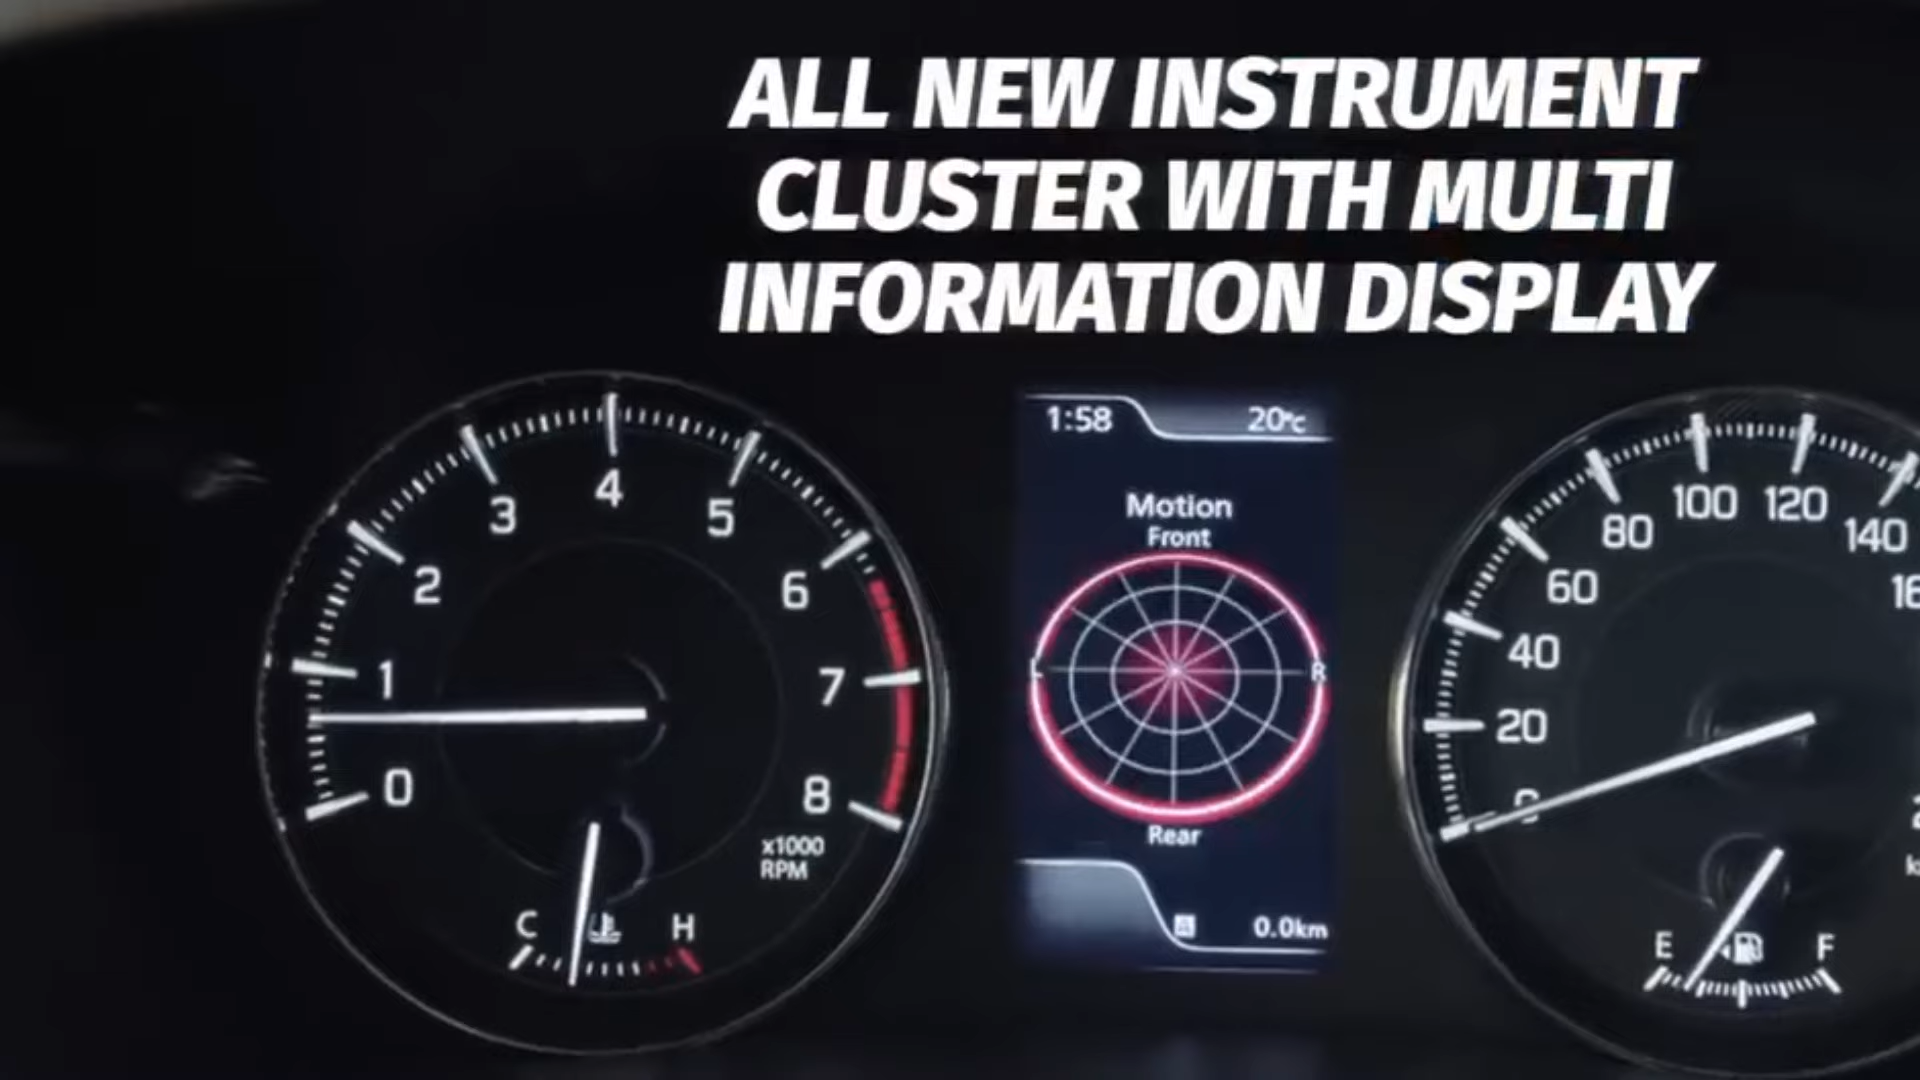 ALL NEW INSTRUMENT
CLUSTER WITH MULTI
INFORMATION DISPLAY
1:58 20°C
Motion
Front
L R
Rear
A 0.0km
0
1
2
3
4
5
6
7
8
x1000
RPM
C H
0
20
40
60
80
100
120
140
E F